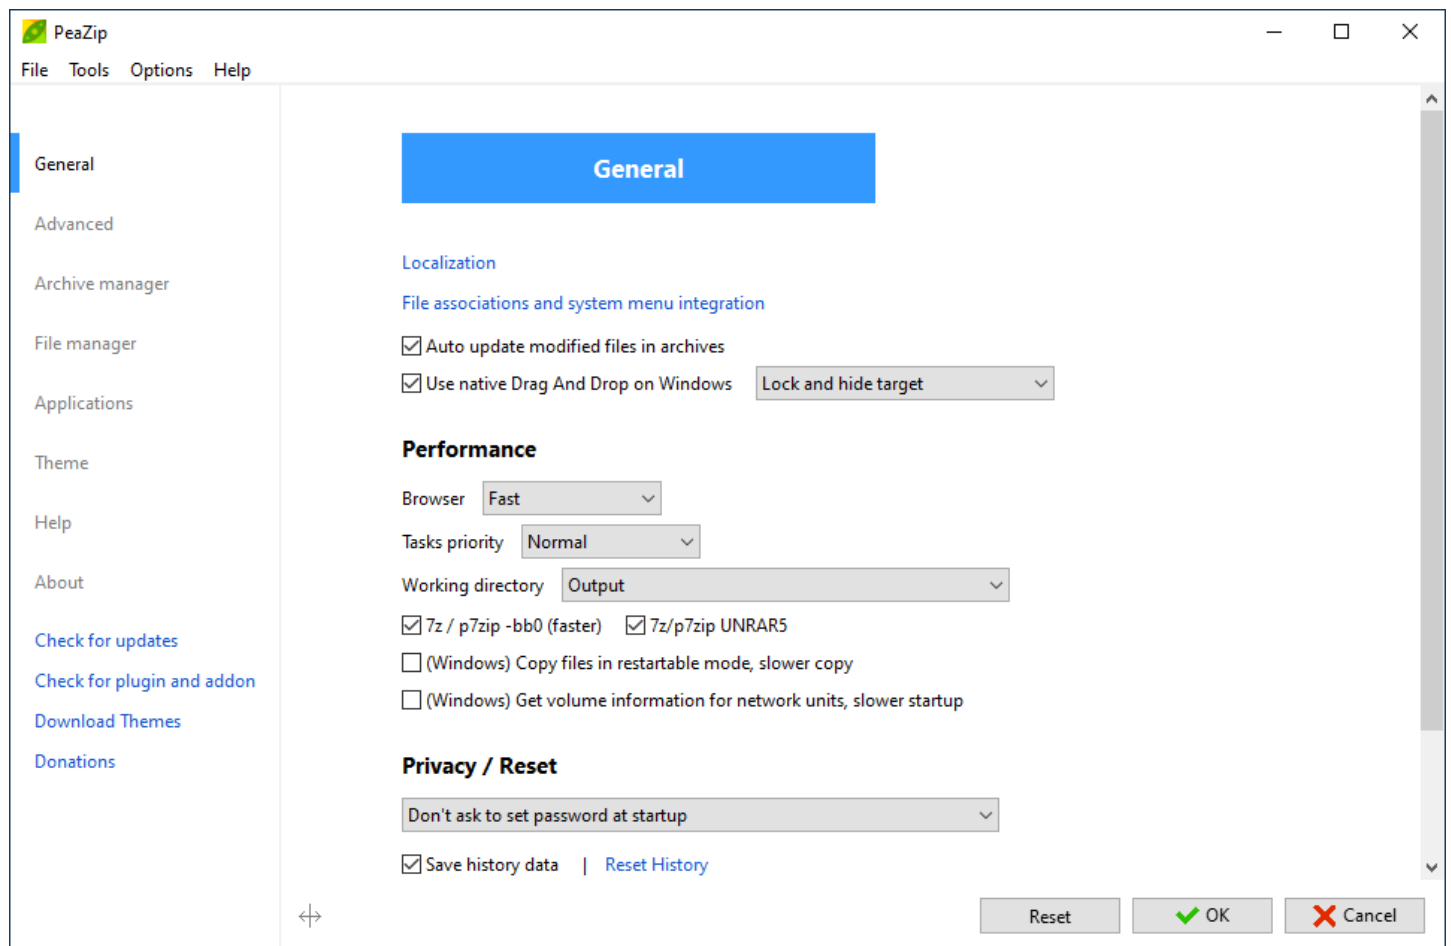 PeaZip
File Tools Options Help
General
Advanced
Archive manager
File manager
Applications
Theme
Help
About
Check for updates
Check for plugin and addon
Download Themes
Donations
General
Localization
File associations and system menu integration
Auto update modified files in archives
Use native Drag And Drop on Windows Lock and hide target
Performance
Browser Fast
Tasks priority Normal
Working directory Output
7z / p7zip -bb0 (faster) 7z/p7zip UNRAR5
(Windows) Copy files in restartable mode, slower copy
(Windows) Get volume information for network units, slower startup
Privacy / Reset
Don't ask to set password at startup
Save history data | Reset History
Reset OK Cancel